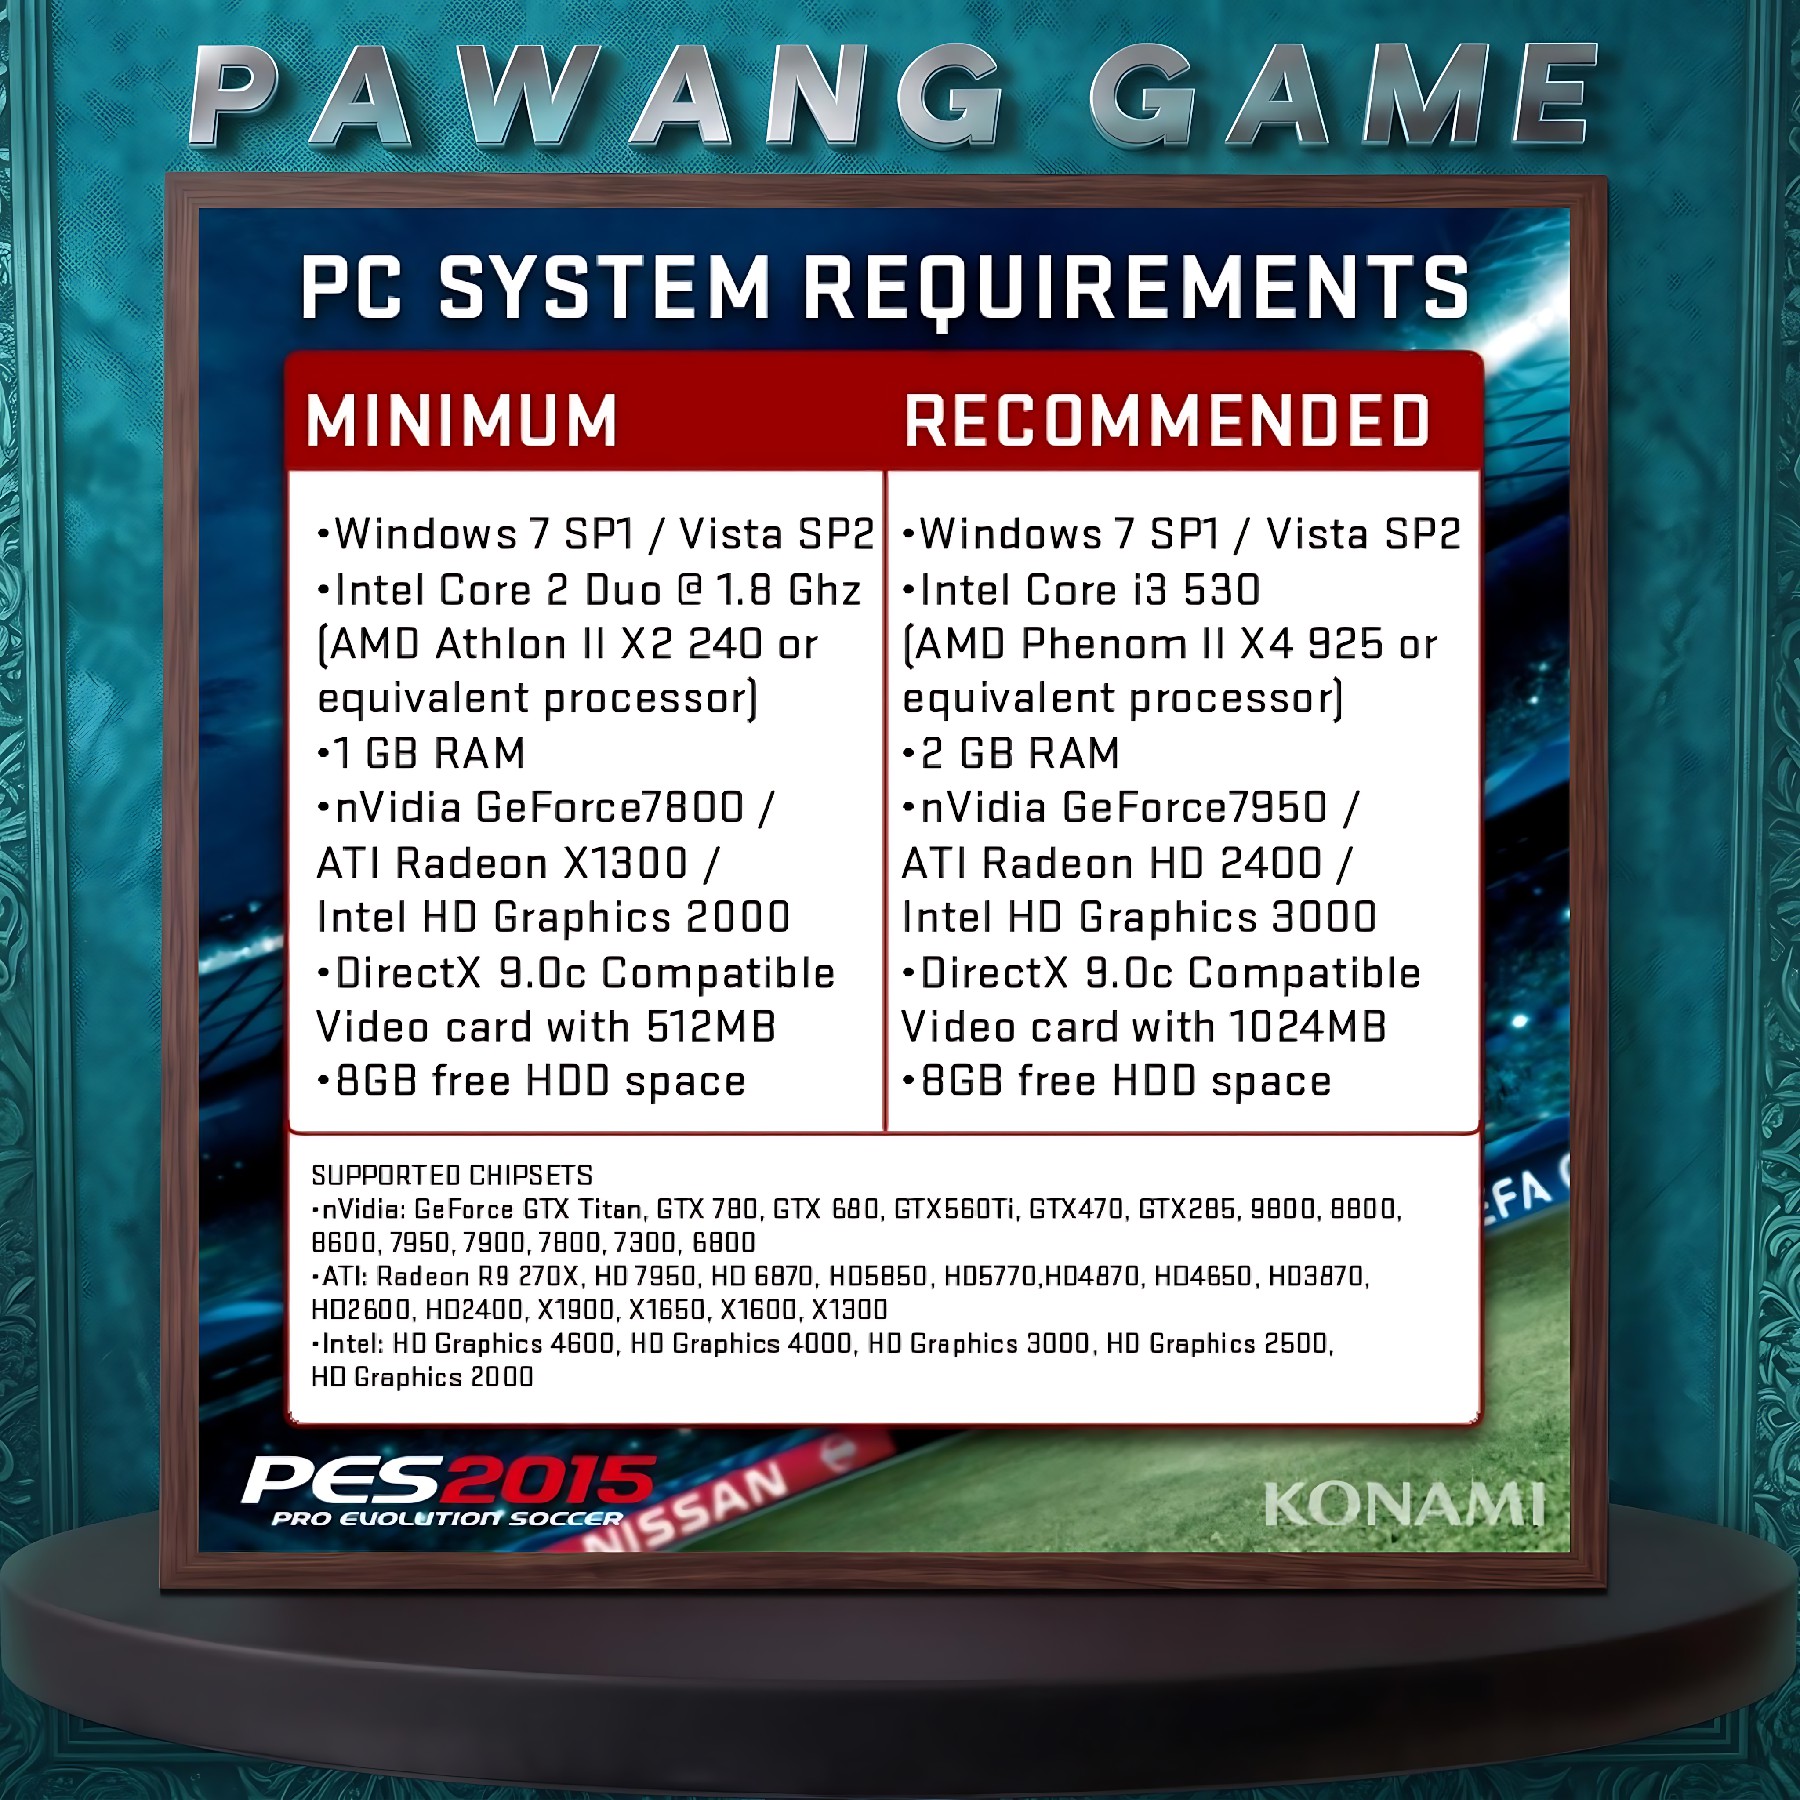 PAWANG GAME
PC SYSTEM REQUIREMENTS
MINIMUM
•Windows 7 SP1 / Vista SP2
•Intel Core 2 Duo @ 1.8 Ghz
(AMD Athlon II X2 240 or
equivalent processor)
•1 GB RAM
•nVidia GeForce7800 /
ATI Radeon X1300 /
Intel HD Graphics 2000
•DirectX 9.0c Compatible
Video card with 512MB
•8GB free HDD space
RECOMMENDED
•Windows 7 SP1 / Vista SP2
•Intel Core i3 530
(AMD Phenom II X4 925 or
equivalent processor)
•2 GB RAM
•nVidia GeForce7950 /
ATI Radeon HD 2400 /
Intel HD Graphics 3000
•DirectX 9.0c Compatible
Video card with 1024MB
•8GB free HDD space
SUPPORTED CHIPSETS
•nVidia: GeForce GTX Titan, GTX 780, GTX 680, GTX560Ti, GTX470, GTX285, 9800, 8800,
8600, 7950, 7900, 7800, 7300, 6800
•ATI: Radeon R9 270X, HD 7950, HD 6870, HD5850, HD5770,HD4870, HD4650, HD3870,
HD2600, HD2400, X1900, X1650, X1600, X1300
•Intel: HD Graphics 4600, HD Graphics 4000, HD Graphics 3000, HD Graphics 2500,
HD Graphics 2000
PES2015
PRO EVOLUTION SOCCER
NISSAN
KONAMI